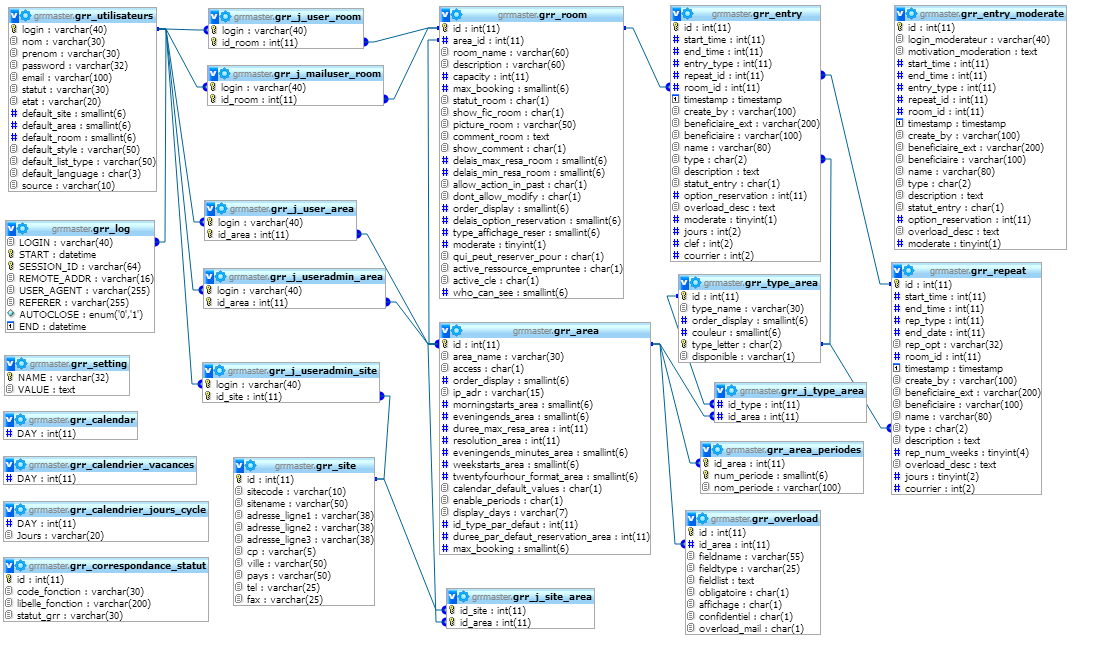 grrmaster.grr_utilisateurs
login : varchar(40)
nom : varchar(30)
prenom : varchar(30)
password : varchar(32)
email : varchar(100)
statut : varchar(30)
etat : varchar(20)
default_site : smallint(6)
default_area : smallint(6)
default_room : smallint(6)
default_style : varchar(50)
default_list_type : varchar(50)
default_language : char(3)
source : varchar(10)
grrmaster.grr_log
LOGIN : varchar(40)
START : datetime
SESSION_ID : varchar(64)
REMOTE_ADDR : varchar(16)
USER_AGENT : varchar(255)
REFERER : varchar(255)
AUTOCLOSE : enum('0','1')
END : datetime
grrmaster.grr_setting
NAME : varchar(32)
VALUE : text
grrmaster.grr_calendar
DAY : int(11)
grrmaster.grr_calendrier_vacances
DAY : int(11)
grrmaster.grr_calendrier_jours_cycle
DAY : int(11)
Jours : varchar(20)
grrmaster.grr_correspondance_statut
id : int(11)
code_fonction : varchar(30)
libelle_fonction : varchar(200)
statut_grr : varchar(30)
grrmaster.grr_j_user_room
login : varchar(40)
id_room : int(11)
grrmaster.grr_j_mailuser_room
login : varchar(40)
id_room : int(11)
grrmaster.grr_j_user_area
login : varchar(40)
id_area : int(11)
grrmaster.grr_j_useradmin_area
login : varchar(40)
id_area : int(11)
grrmaster.grr_j_useradmin_site
login : varchar(40)
id_site : int(11)
grrmaster.grr_site
id : int(11)
sitecode : varchar(10)
sitename : varchar(50)
adresse_ligne1 : varchar(38)
adresse_ligne2 : varchar(38)
adresse_ligne3 : varchar(38)
cp : varchar(5)
ville : varchar(50)
pays : varchar(50)
tel : varchar(25)
fax : varchar(25)
grrmaster.grr_room
id : int(11)
area_id : int(11)
room_name : varchar(60)
description : varchar(60)
capacity : int(11)
max_booking : smallint(6)
statut_room : char(1)
show_fic_room : char(1)
picture_room : varchar(50)
comment_room : text
show_comment : char(1)
delais_max_resa_room : smallint(6)
delais_min_resa_room : smallint(6)
allow_action_in_past : char(1)
dont_allow_modify : char(1)
order_display : smallint(6)
delais_option_reservation : smallint(6)
type_affichage_reser : smallint(6)
moderate : tinyint(1)
qui_peut_reserver_pour : char(1)
active_ressource_empruntee : char(1)
active_cle : char(1)
who_can_see : smallint(6)
grrmaster.grr_area
id : int(11)
area_name : varchar(30)
access : char(1)
order_display : smallint(6)
ip_adr : varchar(15)
morningstarts_area : smallint(6)
eveningends_area : smallint(6)
duree_max_resa_area : int(11)
resolution_area : int(11)
eveningends_minutes_area : smallint(6)
weekstarts_area : smallint(6)
twentyfourhour_format_area : smallint(6)
calendar_default_values : char(1)
enable_periods : char(1)
display_days : varchar(7)
id_type_par_defaut : int(11)
duree_par_defaut_reservation_area : int(11)
max_booking : smallint(6)
grrmaster.grr_j_site_area
id_site : int(11)
id_area : int(11)
grrmaster.grr_entry
id : int(11)
start_time : int(11)
end_time : int(11)
entry_type : int(11)
repeat_id : int(11)
room_id : int(11)
timestamp : timestamp
create_by : varchar(100)
beneficiaire_ext : varchar(200)
beneficiaire : varchar(100)
name : varchar(80)
type : char(2)
description : text
statut_entry : char(1)
option_reservation : int(11)
overload_desc : text
moderate : tinyint(1)
jours : int(2)
clef : int(2)
courrier : int(2)
grrmaster.grr_type_area
id : int(11)
type_name : varchar(30)
order_display : smallint(6)
couleur : smallint(6)
type_letter : char(2)
disponible : varchar(1)
grrmaster.grr_j_type_area
id_type : int(11)
id_area : int(11)
grrmaster.grr_area_periodes
id_area : int(11)
num_periode : smallint(6)
nom_periode : varchar(100)
grrmaster.grr_overload
id : int(11)
id_area : int(11)
fieldname : varchar(55)
fieldtype : varchar(25)
fieldlist : text
obligatoire : char(1)
affichage : char(1)
confidentiel : char(1)
overload_mail : char(1)
grrmaster.grr_entry_moderate
id : int(11)
login_moderateur : varchar(40)
motivation_moderation : text
start_time : int(11)
end_time : int(11)
entry_type : int(11)
repeat_id : int(11)
room_id : int(11)
timestamp : timestamp
create_by : varchar(100)
beneficiaire_ext : varchar(200)
beneficiaire : varchar(100)
name : varchar(80)
type : char(2)
description : text
statut_entry : char(1)
option_reservation : int(11)
overload_desc : text
moderate : tinyint(1)
grrmaster.grr_repeat
id : int(11)
start_time : int(11)
end_time : int(11)
rep_type : int(11)
end_date : int(11)
rep_opt : varchar(32)
room_id : int(11)
timestamp : timestamp
create_by : varchar(100)
beneficiaire_ext : varchar(200)
beneficiaire : varchar(100)
name : varchar(80)
type : char(2)
description : text
rep_num_weeks : tinyint(4)
overload_desc : text
jours : tinyint(2)
courrier : int(2)